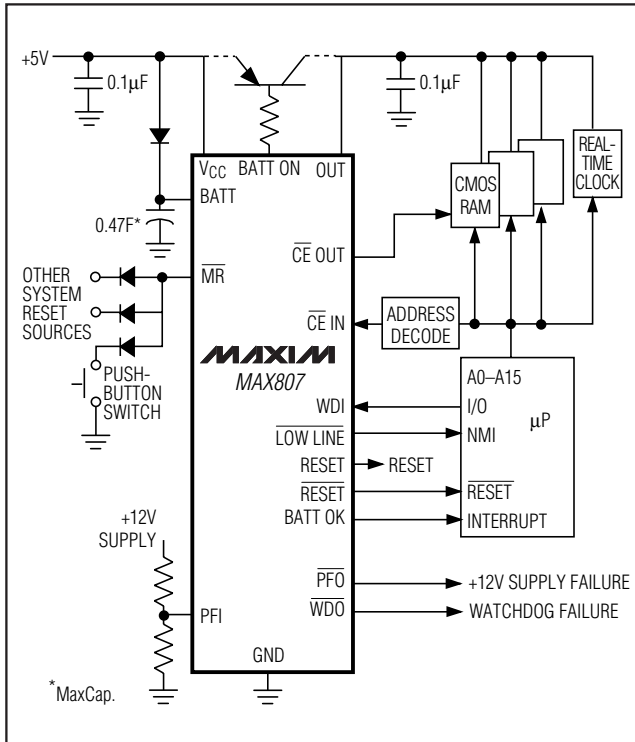 +5V
0.1µF
0.1µF
VCC
BATT ON
OUT
BATT
0.47F*
CMOS
RAM
REAL-
TIME
CLOCK
CE OUT
OTHER
SYSTEM
RESET
SOURCES
MR
CE IN
ADDRESS
DECODE
PUSH-
BUTTON
SWITCH
MAXIM
MAX807
A0–A15
WDI
I/O
µP
LOW LINE
NMI
RESET
RESET
RESET
RESET
BATT OK
INTERRUPT
+12V
SUPPLY
PFO
+12V SUPPLY FAILURE
PFI
WDO
WATCHDOG FAILURE
GND
*MaxCap.